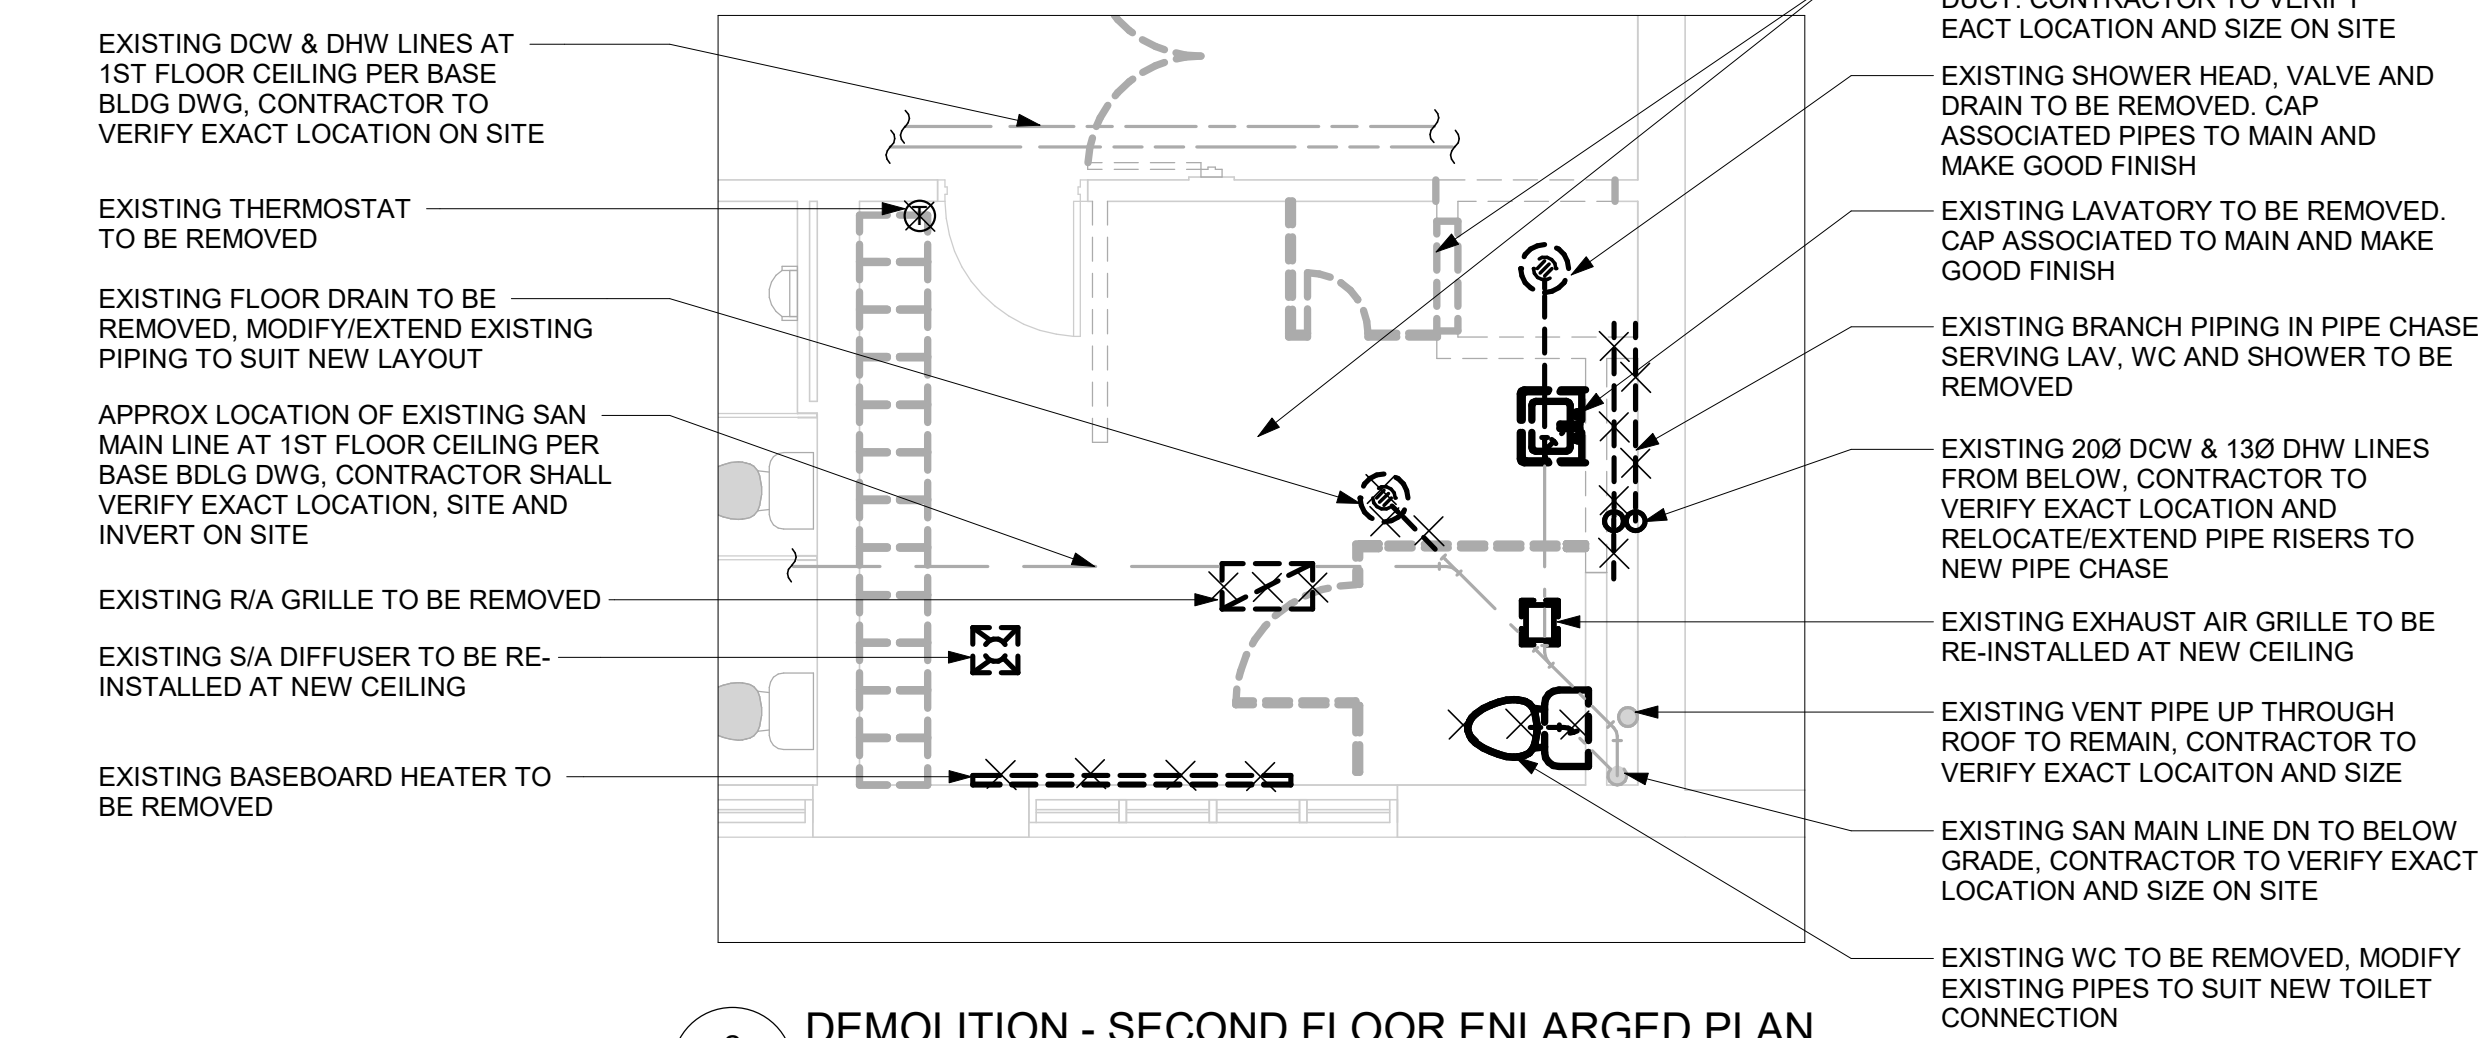 EXISTING DCW & DHW LINES AT
1ST FLOOR CEILING PER BASE
BLDG DWG, CONTRACTOR TO
VERIFY EXACT LOCATION ON SITE
EXISTING THERMOSTAT
TO BE REMOVED
EXISTING FLOOR DRAIN TO BE
REMOVED, MODIFY/EXTEND EXISTING
PIPING TO SUIT NEW LAYOUT
APPROX LOCATION OF EXISTING SAN
MAIN LINE AT 1ST FLOOR CEILING PER
BASE BDLG DWG, CONTRACTOR SHALL
VERIFY EXACT LOCATION, SITE AND
INVERT ON SITE
EXISTING R/A GRILLE TO BE REMOVED
EXISTING S/A DIFFUSER TO BE RE-
INSTALLED AT NEW CEILING
EXISTING BASEBOARD HEATER TO
BE REMOVED
T
DUCT. CONTRACTOR TO VERIFY
EACT LOCATION AND SIZE ON SITE
EXISTING SHOWER HEAD, VALVE AND
DRAIN TO BE REMOVED. CAP
ASSOCIATED PIPES TO MAIN AND
MAKE GOOD FINISH
EXISTING LAVATORY TO BE REMOVED.
CAP ASSOCIATED TO MAIN AND MAKE
GOOD FINISH
EXISTING BRANCH PIPING IN PIPE CHASE
SERVING LAV, WC AND SHOWER TO BE
REMOVED
EXISTING 20Ø DCW & 13Ø DHW LINES
FROM BELOW, CONTRACTOR TO
VERIFY EXACT LOCATION AND
RELOCATE/EXTEND PIPE RISERS TO
NEW PIPE CHASE
EXISTING EXHAUST AIR GRILLE TO BE
RE-INSTALLED AT NEW CEILING
EXISTING VENT PIPE UP THROUGH
ROOF TO REMAIN, CONTRACTOR TO
VERIFY EXACT LOCAITON AND SIZE
EXISTING SAN MAIN LINE DN TO BELOW
GRADE, CONTRACTOR TO VERIFY EXACT
LOCATION AND SIZE ON SITE
EXISTING WC TO BE REMOVED, MODIFY
EXISTING PIPES TO SUIT NEW TOILET
CONNECTION
DEMOLITION - SECOND FLOOR ENLARGED PLAN